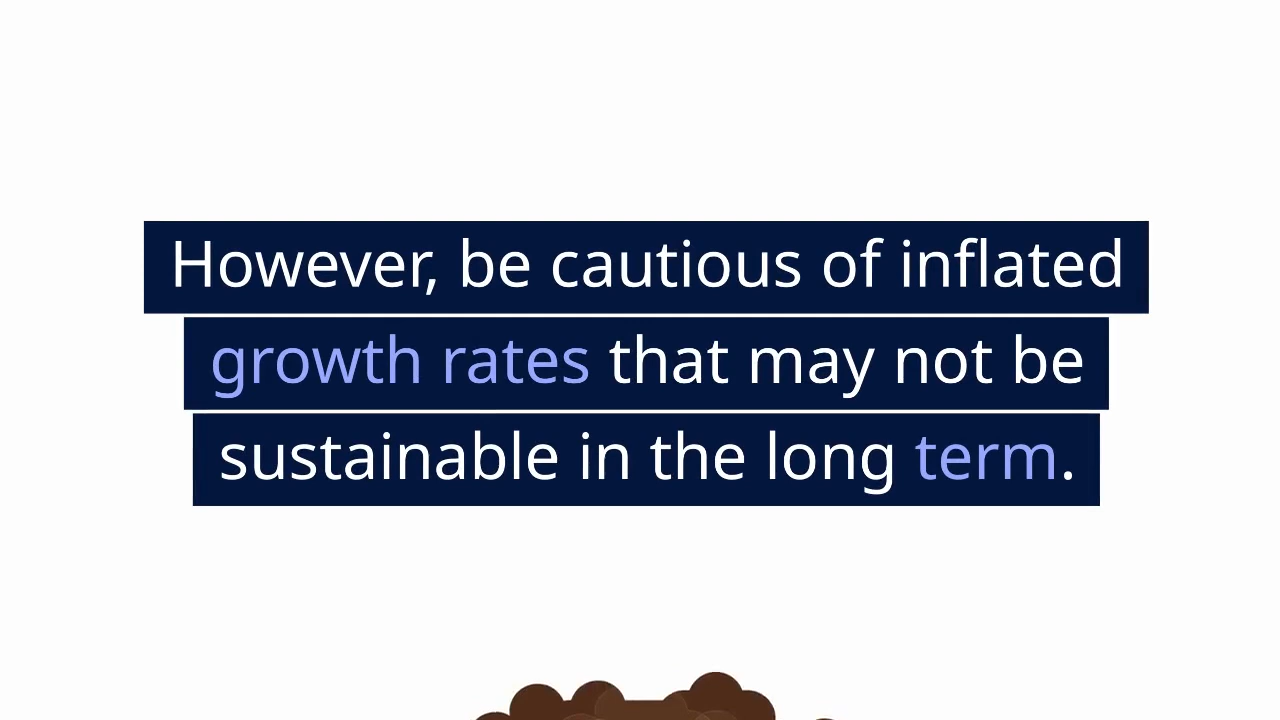 However, be cautious of inflated
growth rates that may not be
sustainable in the long term.